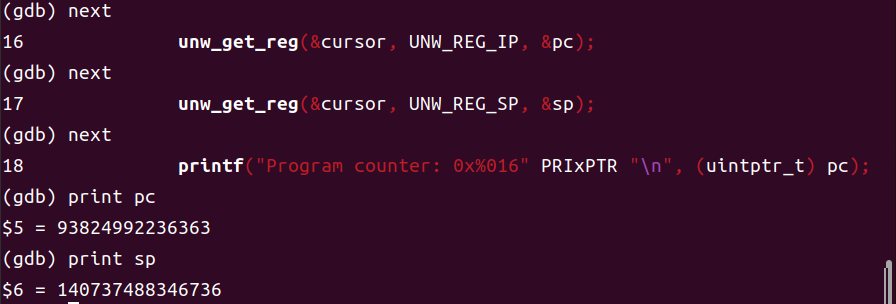 (gdb) next
16 unw_get_reg(&cursor, UNW_REG_IP, &pc);
(gdb) next
17 unw_get_reg(&cursor, UNW_REG_SP, &sp);
(gdb) next
18 printf("Program counter: 0x%016" PRIxPTR "\n", (uintptr_t) pc);
(gdb) print pc
$5 = 93824992236363
(gdb) print sp
$6 = 140737488346736